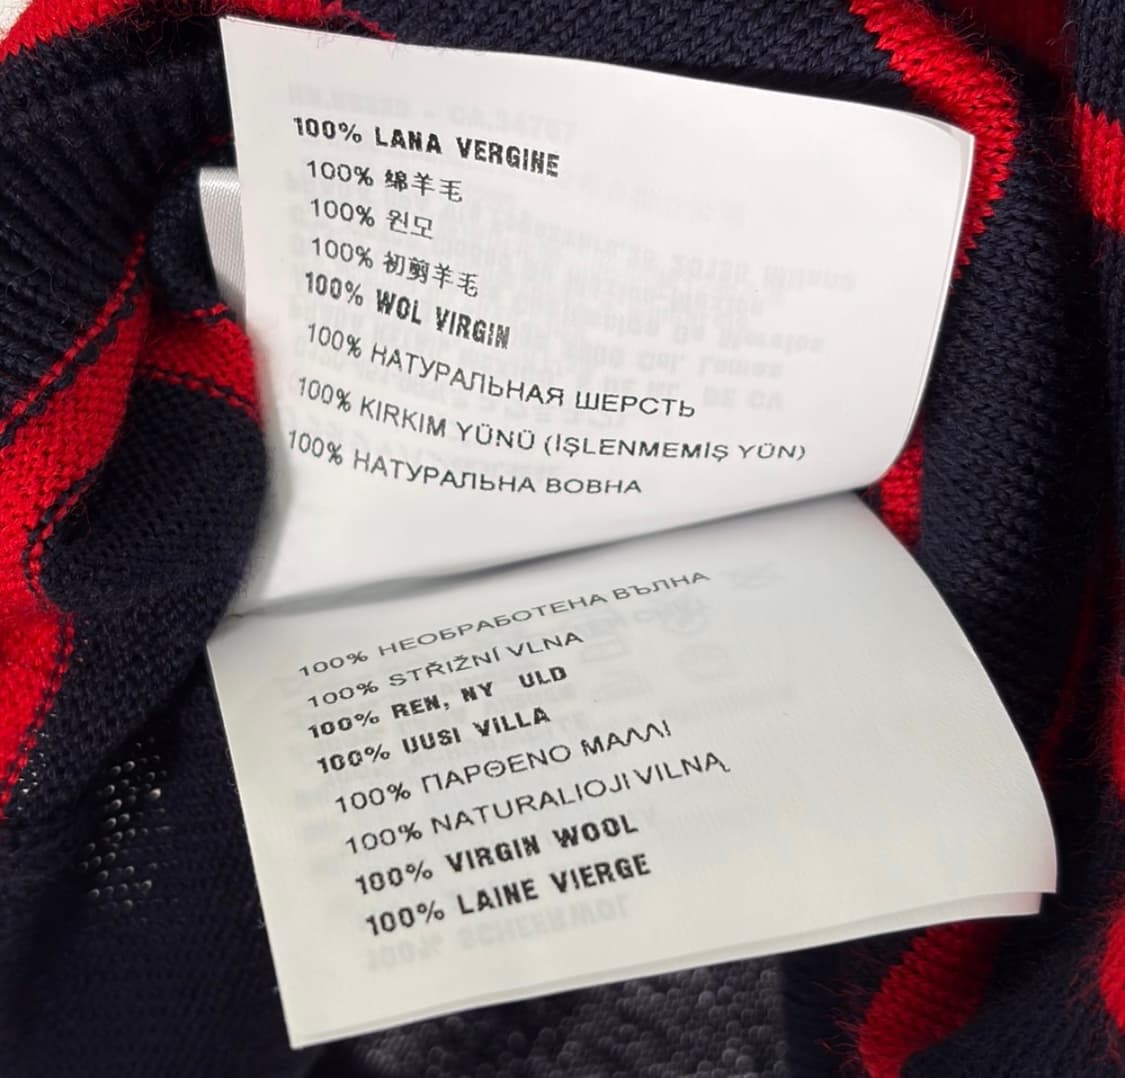 100% LANA VERGINE
100% 绵羊毛
100% 원모
100% 初剪羊毛
100% WOL VIRGIN
100% НАТУРАЛЬНАЯ ШЕРСТЬ
100% KIRKIM YÜNÜ (İŞLENMEMİŞ YÜN)
100% НАТУРАЛЬНА ВОВНА
100% НЕОБРАБОТЕНА ВЪЛНА
100% STŘIŽNÍ VLNA
100% REN, NY ULD
100% UUSI VILLA
100% ΠΑΡΘΕΝΟ ΜΑΛΛΙ
100% NATURALIOJI VILNĄ
100% VIRGIN WOOL
100% LAINE VIERGE